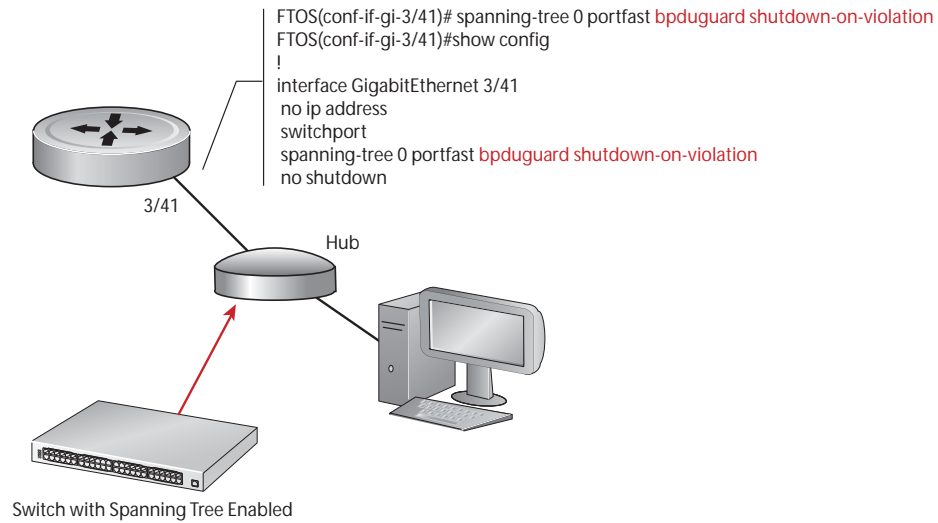 FTOS(conf-if-gi-3/41)# spanning-tree 0 portfast bpduguard shutdown-on-violation
FTOS(conf-if-gi-3/41)#show config
!
interface GigabitEthernet 3/41
no ip address
switchport
spanning-tree 0 portfast bpduguard shutdown-on-violation
no shutdown
3/41
Hub
Switch with Spanning Tree Enabled